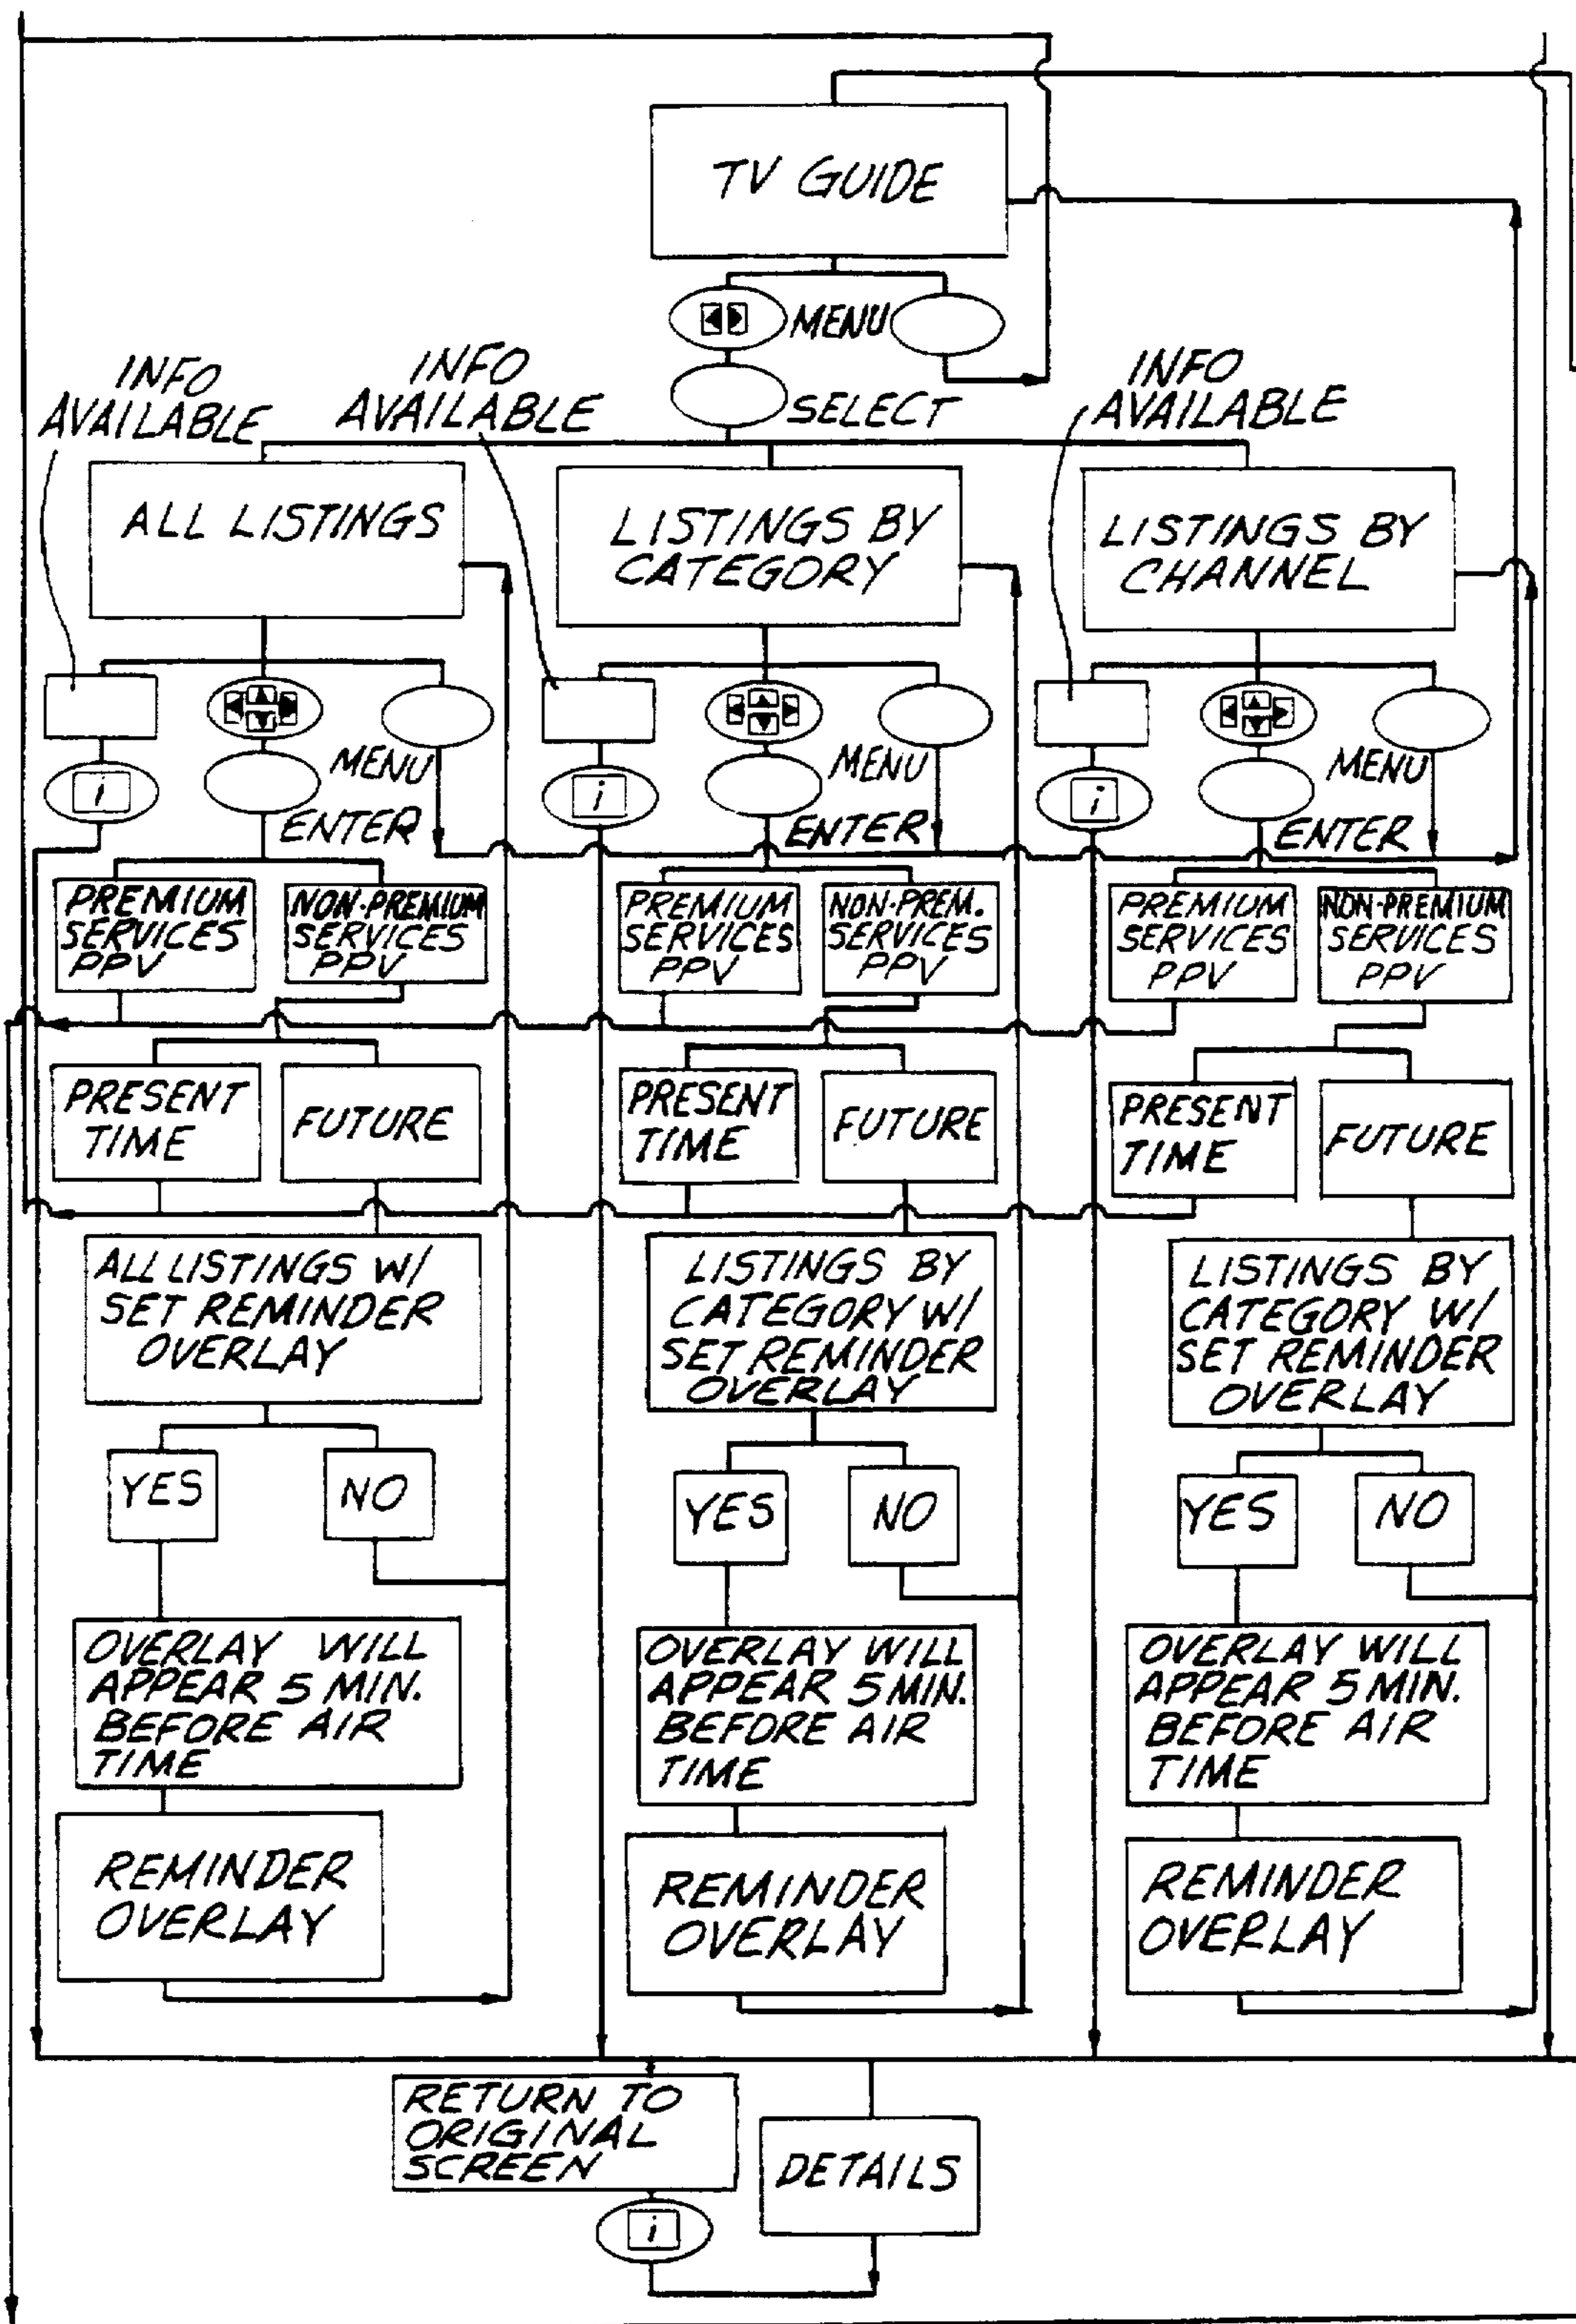 TV GUIDE
MENU
SELECT
INFO
AVAILABLE
INFO
AVAILABLE
INFO
AVAILABLE
ALL LISTINGS
LISTINGS BY
CATEGORY
LISTINGS BY
CHANNEL
i
MENU
ENTER
i
MENU
ENTER
i
MENU
ENTER
PREMIUM
SERVICES
PPV
NON-PREMIUM
SERVICES
PPV
PREMIUM
SERVICES
PPV
NON-PREM.
SERVICES
PPV
PREMIUM
SERVICES
PPV
NON-PREMIUM
SERVICES
PPV
PRESENT
TIME
FUTURE
PRESENT
TIME
FUTURE
PRESENT
TIME
FUTURE
ALL LISTINGS W/
SET REMINDER
OVERLAY
LISTINGS BY
CATEGORY W/
SET REMINDER
OVERLAY
LISTINGS BY
CATEGORY W/
SET REMINDER
OVERLAY
YES
NO
YES
NO
YES
NO
OVERLAY WILL
APPEAR 5 MIN.
BEFORE AIR
TIME
OVERLAY WILL
APPEAR 5 MIN.
BEFORE AIR
TIME
OVERLAY WILL
APPEAR 5 MIN.
BEFORE AIR
TIME
REMINDER
OVERLAY
REMINDER
OVERLAY
REMINDER
OVERLAY
RETURN TO
ORIGINAL
SCREEN
DETAILS
i